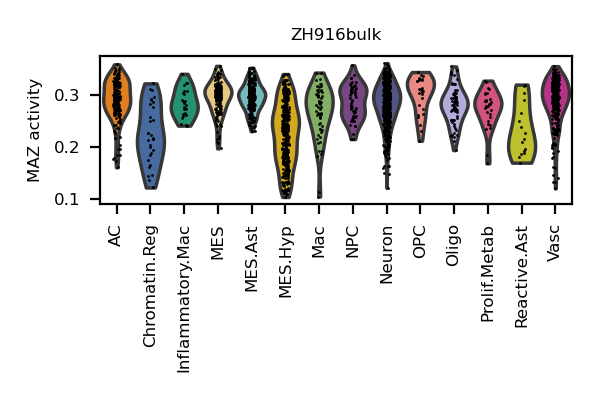 ZH916bulk
MAZ activity
0.3
0.2
0.1
AC
Chromatin.Reg
Inflammatory.Mac
MES
MES.Ast
MES.Hyp
Mac
NPC
Neuron
OPC
Oligo
Prolif.Metab
Reactive.Ast
Vasc